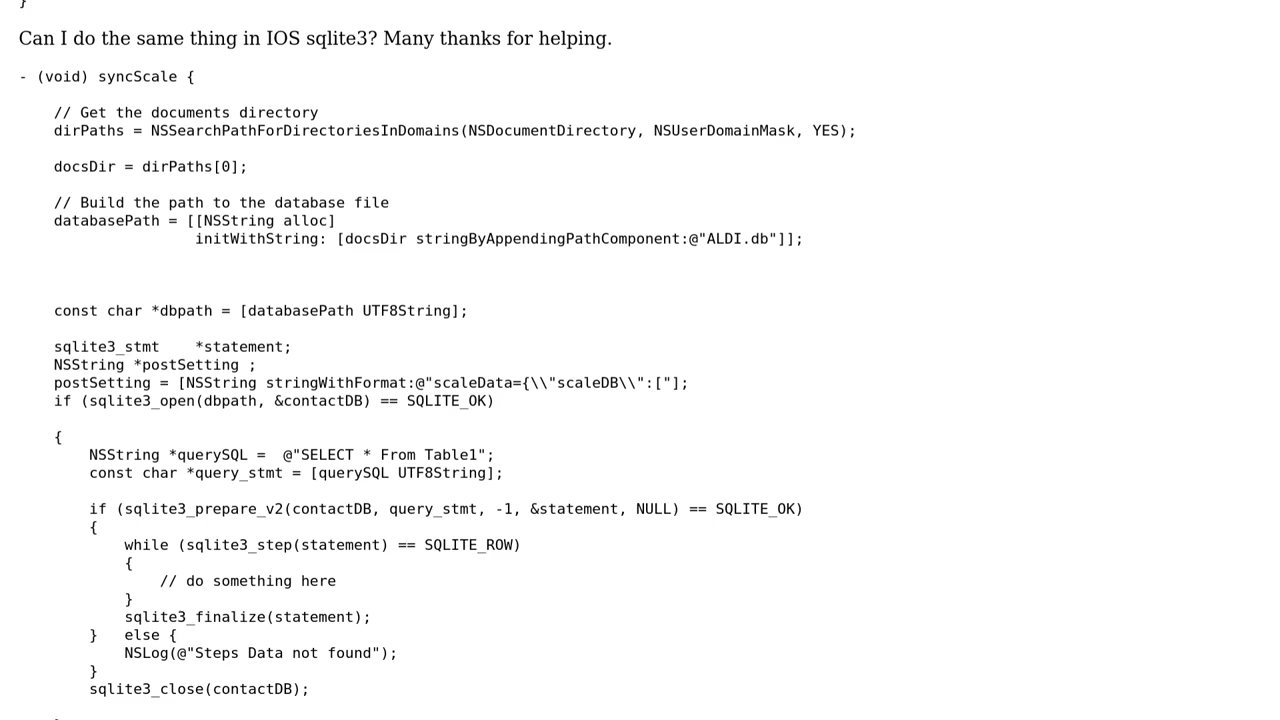 }
Can I do the same thing in IOS sqlite3? Many thanks for helping.
- (void) syncScale {
// Get the documents directory
dirPaths = NSSearchPathForDirectoriesInDomains(NSDocumentDirectory, NSUserDomainMask, YES);
docsDir = dirPaths[0];
// Build the path to the database file
databasePath = [[NSString alloc]
initWithString: [docsDir stringByAppendingPathComponent:@"ALDI.db"]];
const char *dbpath = [databasePath UTF8String];
sqlite3_stmt    *statement;
NSString *postSetting ;
postSetting = [NSString stringWithFormat:@"scaleData={\\"scaleDB\\":["];
if (sqlite3_open(dbpath, &contactDB) == SQLITE_OK)
{
NSString *querySQL =  @"SELECT * From Table1";
const char *query_stmt = [querySQL UTF8String];
if (sqlite3_prepare_v2(contactDB, query_stmt, -1, &statement, NULL) == SQLITE_OK)
{
while (sqlite3_step(statement) == SQLITE_ROW)
{
// do something here
}
sqlite3_finalize(statement);
}   else {
NSLog(@"Steps Data not found");
}
sqlite3_close(contactDB);